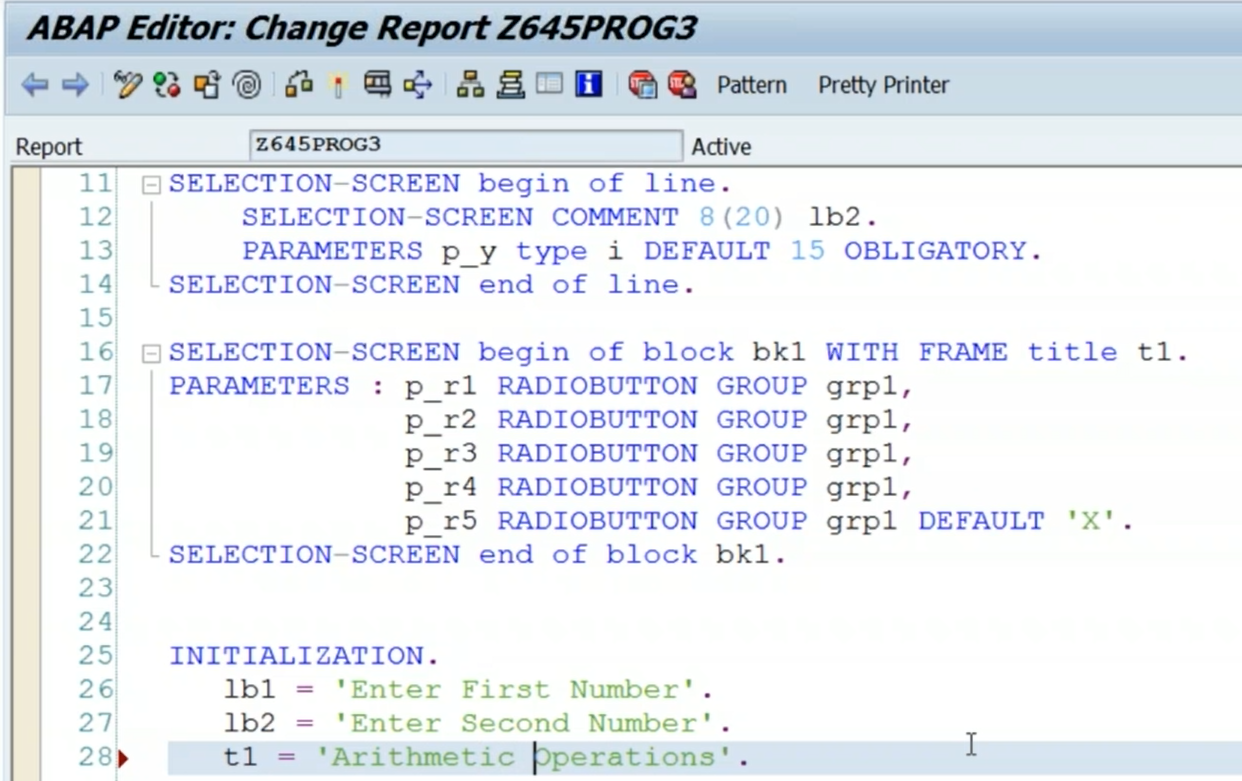 ABAP Editor: Change Report Z645PROG3
Pattern Pretty Printer
Report Z645PROG3 Active
11 SELECTION-SCREEN begin of line.
12 SELECTION-SCREEN COMMENT 8(20) lb2.
13 PARAMETERS p_y type i DEFAULT 15 OBLIGATORY.
14 SELECTION-SCREEN end of line.
15
16 SELECTION-SCREEN begin of block bk1 WITH FRAME title t1.
17 PARAMETERS : p_r1 RADIOBUTTON GROUP grp1,
18 p_r2 RADIOBUTTON GROUP grp1,
19 p_r3 RADIOBUTTON GROUP grp1,
20 p_r4 RADIOBUTTON GROUP grp1,
21 p_r5 RADIOBUTTON GROUP grp1 DEFAULT 'X'.
22 SELECTION-SCREEN end of block bk1.
23
24
25 INITIALIZATION.
26 lb1 = 'Enter First Number'.
27 lb2 = 'Enter Second Number'.
28 t1 = 'Arithmetic Operations'.